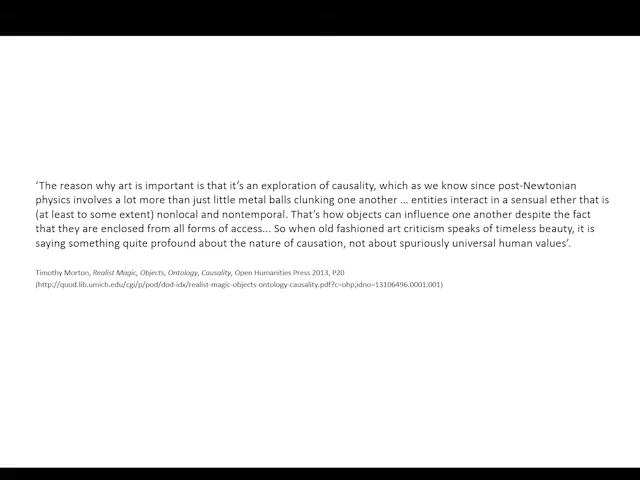 ‘The reason why art is important is that it’s an exploration of causality, which as we know since post-Newtonian
physics involves a lot more than just little metal balls clunking one another ... entities interact in a sensual ether that is
(at least to some extent) nonlocal and nontemporal. That’s how objects can influence one another despite the fact
that they are enclosed from all forms of access... So when old fashioned art criticism speaks of timeless beauty, it is
saying something quite profound about the nature of causation, not about spuriously universal human values’.
Timothy Morton, Realist Magic, Objects, Ontology, Causality, Open Humanities Press 2013, P20
(http://quod.lib.umich.edu/cgi/p/pod/dod-idx/realist-magic-objects-ontology-causality.pdf?c=ohp;idno=13106496.0001.001)